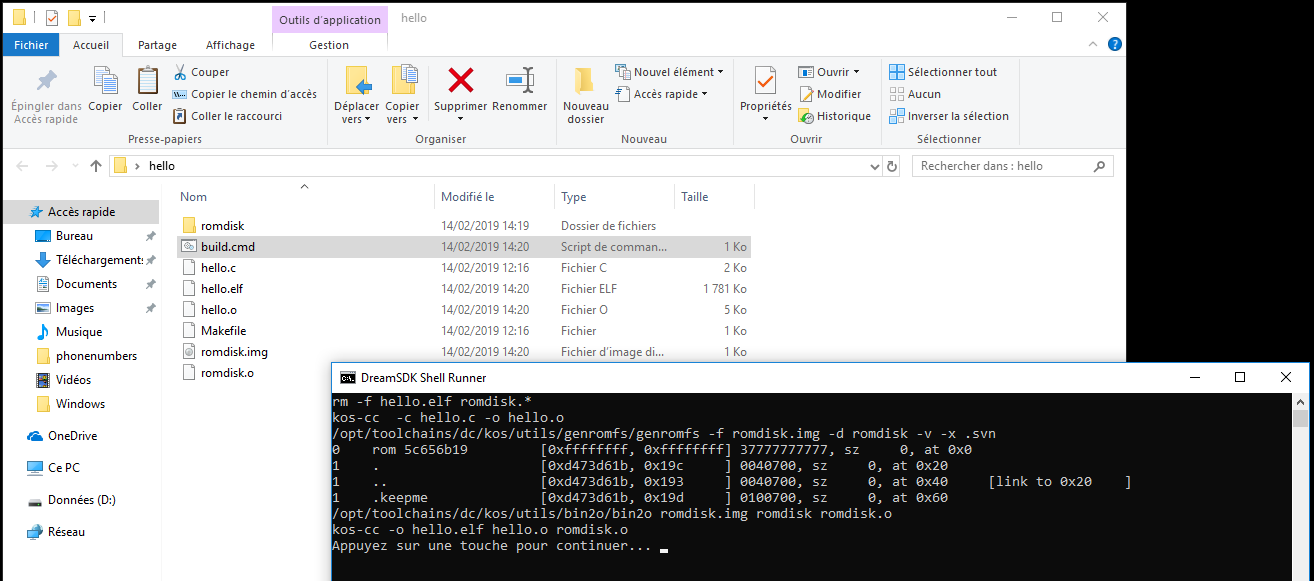 Outils d'application
hello
Fichier
Accueil
Partage
Affichage
Gestion
Épingler dans
Accès rapide
Copier
Coller
Couper
Copier le chemin d'accès
Coller le raccourci
Presse-papiers
Déplacer
vers
Copier
vers
Supprimer
Renommer
Organiser
Nouveau
dossier
Nouvel élément
Accès rapide
Nouveau
Propriétés
Ouvrir
Modifier
Historique
Ouvrir
Sélectionner tout
Aucun
Inverser la sélection
Sélectionner
hello
Rechercher dans : hello
Accès rapide
Bureau
Téléchargement:
Documents
Images
Musique
phonenumbers
Vidéos
Windows
OneDrive
Ce PC
Données (D:)
Réseau
Nom Modifié le Type Taille
romdisk 14/02/2019 14:19 Dossier de fichiers
build.cmd 14/02/2019 14:20 Script de comman... 1 Ko
hello.c 14/02/2019 12:16 Fichier C 2 Ko
hello.elf 14/02/2019 14:20 Fichier ELF 1 781 Ko
hello.o 14/02/2019 14:20 Fichier O 5 Ko
Makefile 14/02/2019 12:16 Fichier 1 Ko
romdisk.img 14/02/2019 14:20 Fichier d'image di... 1 Ko
romdisk.o
DreamSDK Shell Runner
rm -f hello.elf romdisk.*
kos-cc -c hello.c -o hello.o
/opt/toolchains/dc/kos/utils/genromfs/genromfs -f romdisk.img -d romdisk -v -x .svn
0 rom 5c656b19 [0xffffffff, 0xffffffff] 37777777777, sz 0, at 0x0
1 . [0xd473d61b, 0x19c ] 0040700, sz 0, at 0x20
1 .. [0xd473d61b, 0x193 ] 0040700, sz 0, at 0x40 [link to 0x20 ]
1 .keepme [0xd473d61b, 0x19d ] 0100700, sz 0, at 0x60
/opt/toolchains/dc/kos/utils/bin2o/bin2o romdisk.img romdisk romdisk.o
kos-cc -o hello.elf hello.o romdisk.o
Appuyez sur une touche pour continuer...